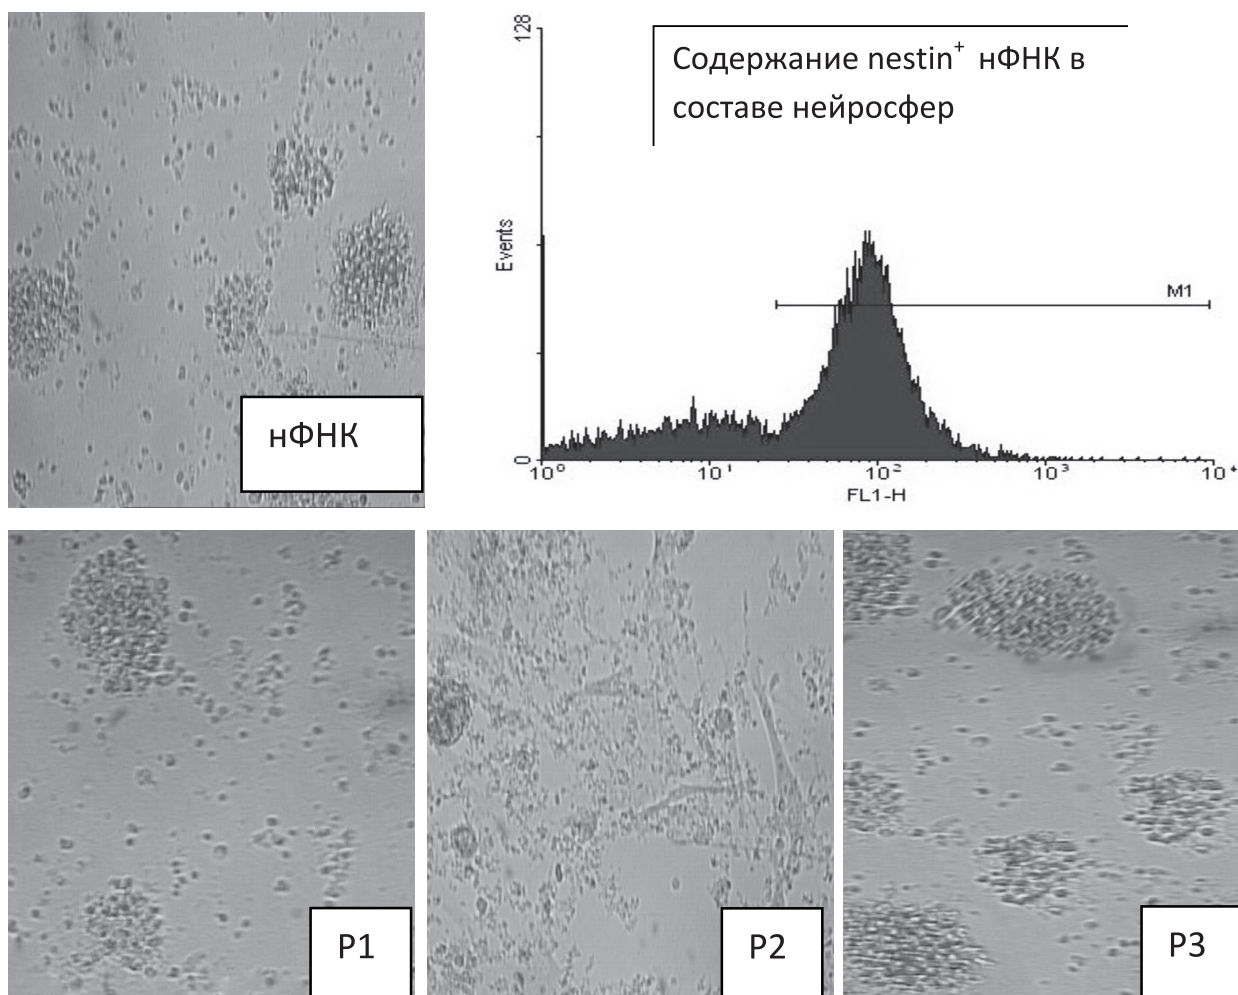 Содержание nestin⁺ нФНК в
составе нейросфер
128
Events
M1
0
10⁰ 10¹ 10² 10³ 10⁴
FL1-H
нФНК
P1
P2
P3